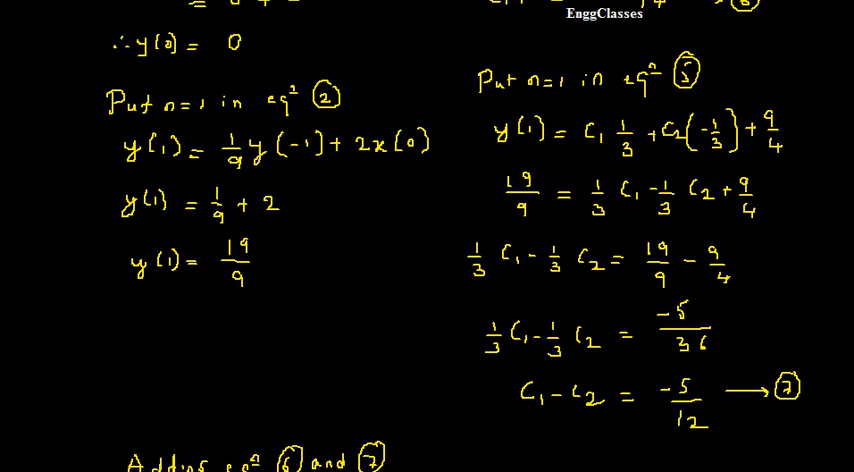 EnggClasses
∴ y(0) = 0
Put n=1 in eqn (2)
y(1) = 1/9 y(-1) + 2x(0)
y(1) = 1/9 + 2
y(1) = 19/9
Put n=1 in eqn (5)
y(1) = C1 1/3 + C2(-1/3) + 9/4
19/9 = 1/3 C1 - 1/3 C2 + 9/4
1/3 C1 - 1/3 C2 = 19/9 - 9/4
1/3 C1 - 1/3 C2 = -5/36
C1 - C2 = -5/12 → (7)
Adding eqn (6) and (7)